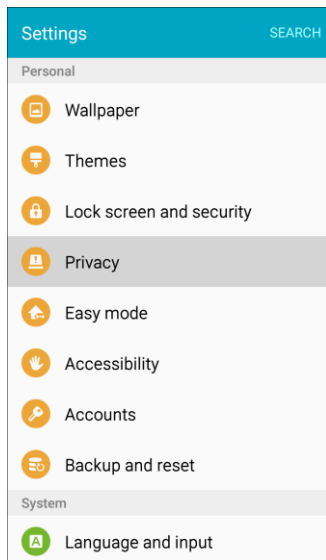 Settings
SEARCH
Personal
Wallpaper
Themes
Lock screen and security
Privacy
Easy mode
Accessibility
Accounts
Backup and reset
System
A
Language and input